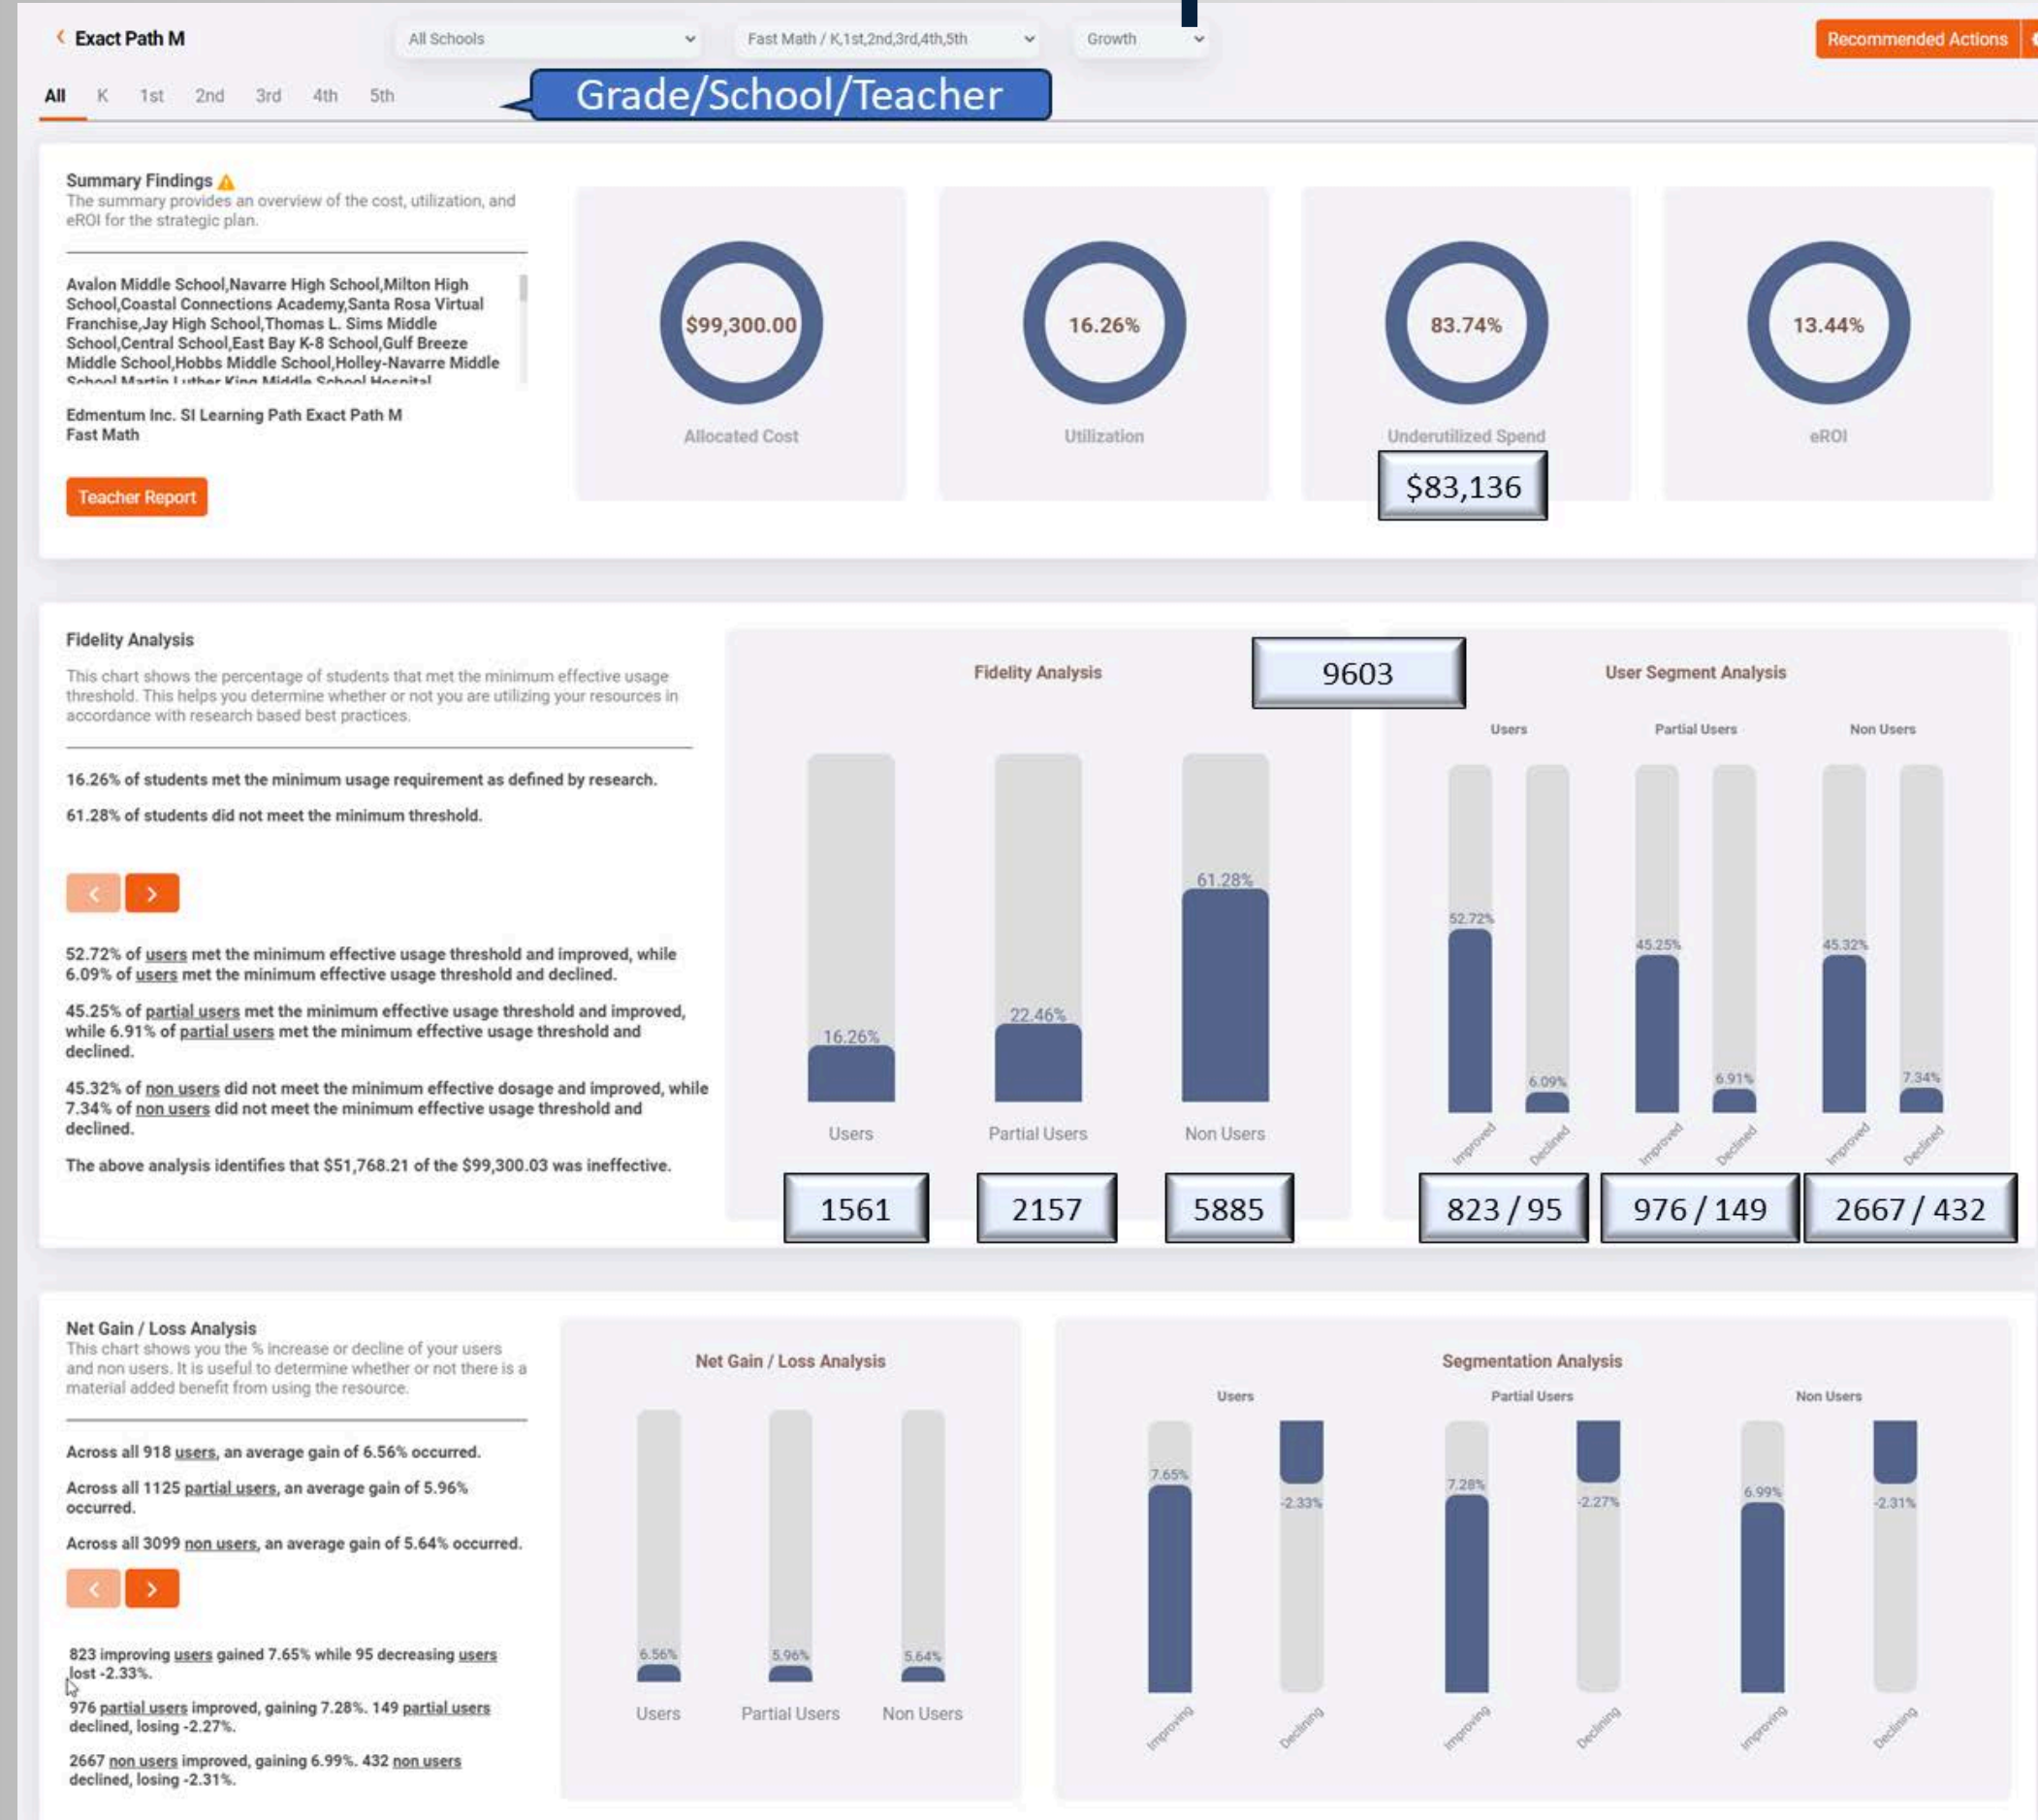 Exact Path M
All Schools
Fast Math / K,1st,2nd,3rd,4th,5th
Growth
Recommended Actions
All K 1st 2nd 3rd 4th 5th
Grade/School/Teacher
Summary Findings
The summary provides an overview of the cost, utilization, and
eROI for the strategic plan.
Avalon Middle School,Navarre High School,Milton High
School,Coastal Connections Academy,Santa Rosa Virtual
Franchise,Jay High School,Thomas L. Sims Middle
School,Central School,East Bay K-8 School,Gulf Breeze
Middle School,Hobbs Middle School,Holley-Navarre Middle
School,Martin Luther King Middle School,Hospital
Edmentum Inc. SI Learning Path Exact Path M
Fast Math
Teacher Report
$99,300.00
Allocated Cost
16.26%
Utilization
83.74%
Underutilized Spend
$83,136
13.44%
eROI
Fidelity Analysis
This chart shows the percentage of students that met the minimum effective usage
threshold. This helps you determine whether or not you are utilizing your resources in
accordance with research based best practices.
16.26% of students met the minimum usage requirement as defined by research.
61.28% of students did not meet the minimum threshold.
52.72% of users met the minimum effective usage threshold and improved, while
6.09% of users met the minimum effective usage threshold and declined.
45.25% of partial users met the minimum effective usage threshold and improved,
while 6.91% of partial users met the minimum effective usage threshold and
declined.
45.32% of non users did not meet the minimum effective dosage and improved, while
7.34% of non users did not meet the minimum effective usage threshold and
declined.
The above analysis identifies that $51,768.21 of the $99,300.03 was ineffective.
Fidelity Analysis
9603
16.26%
22.46%
61.28%
Users
Partial Users
Non Users
1561
2157
5885
User Segment Analysis
Users
Partial Users
Non Users
52.72%
6.09%
45.25%
6.91%
45.32%
7.34%
Improved
Declined
Improved
Declined
Improved
Declined
823 / 95
976 / 149
2667 / 432
Net Gain / Loss Analysis
This chart shows you the % increase or decline of your users
and non users. It is useful to determine whether or not there is a
material added benefit from using the resource.
Across all 918 users, an average gain of 6.56% occurred.
Across all 1125 partial users, an average gain of 5.96%
occurred.
Across all 3099 non users, an average gain of 5.64% occurred.
823 improving users gained 7.65% while 95 decreasing users
lost -2.33%.
976 partial users improved, gaining 7.28%. 149 partial users
declined, losing -2.27%.
2667 non users improved, gaining 6.99%. 432 non users
declined, losing -2.31%.
Net Gain / Loss Analysis
6.56%
5.96%
5.64%
Users
Partial Users
Non Users
Segmentation Analysis
Users
Partial Users
Non Users
7.65%
-2.33%
7.28%
-2.27%
6.99%
-2.31%
Improving
Declining
Improving
Declining
Improving
Declining